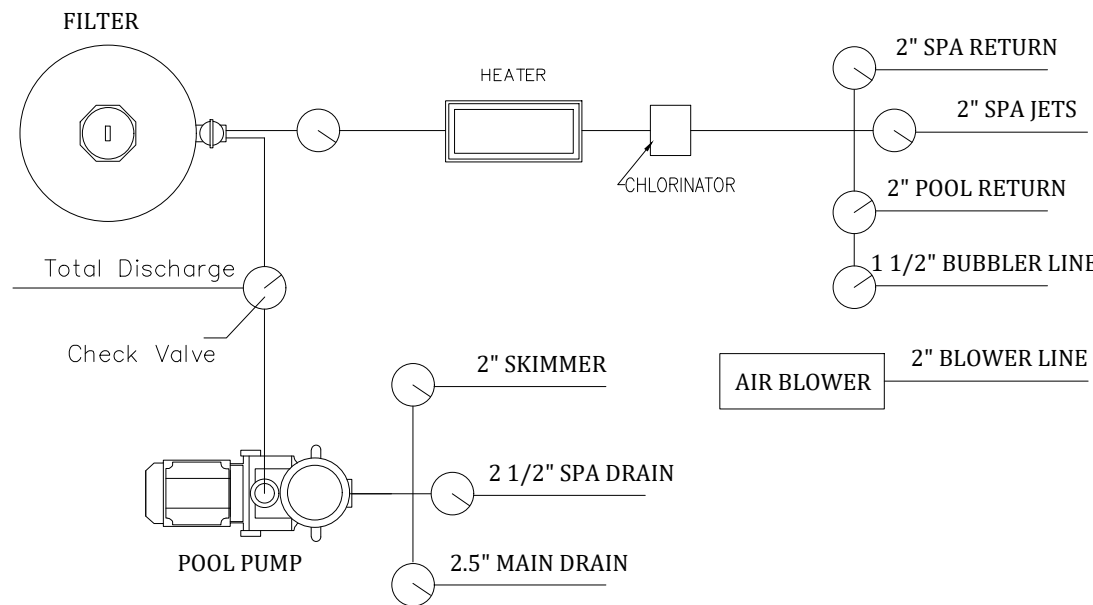 FILTER
2" SPA RETURN
HEATER
2" SPA JETS
CHLORINATOR
2" POOL RETURN
Total Discharge
1 1/2" BUBBLER LINE
Check Valve
2" SKIMMER
AIR BLOWER
2" BLOWER LINE
2 1/2" SPA DRAIN
POOL PUMP
2.5" MAIN DRAIN